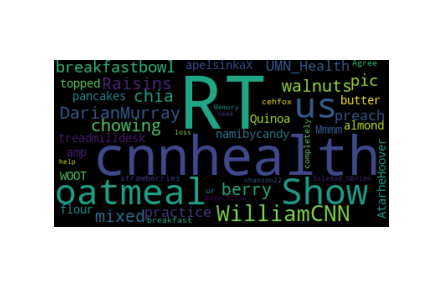 breakfastbowl apelsinkaX UMN_Health Agree
topped Raisins RT walnuts pic
pancakes chia Memory cehfox us butter
DarianMurray seek Quinoa preach
chowing namibycandy Mmmm almond
treadmilldesk loss completely
amp cnnhealth
help
WOOT strawberries nhanson22 Soledad_OBrien
oatmeal ur berry Show
flour mixed practice WilliamCNN AtarheHoover
breakfast